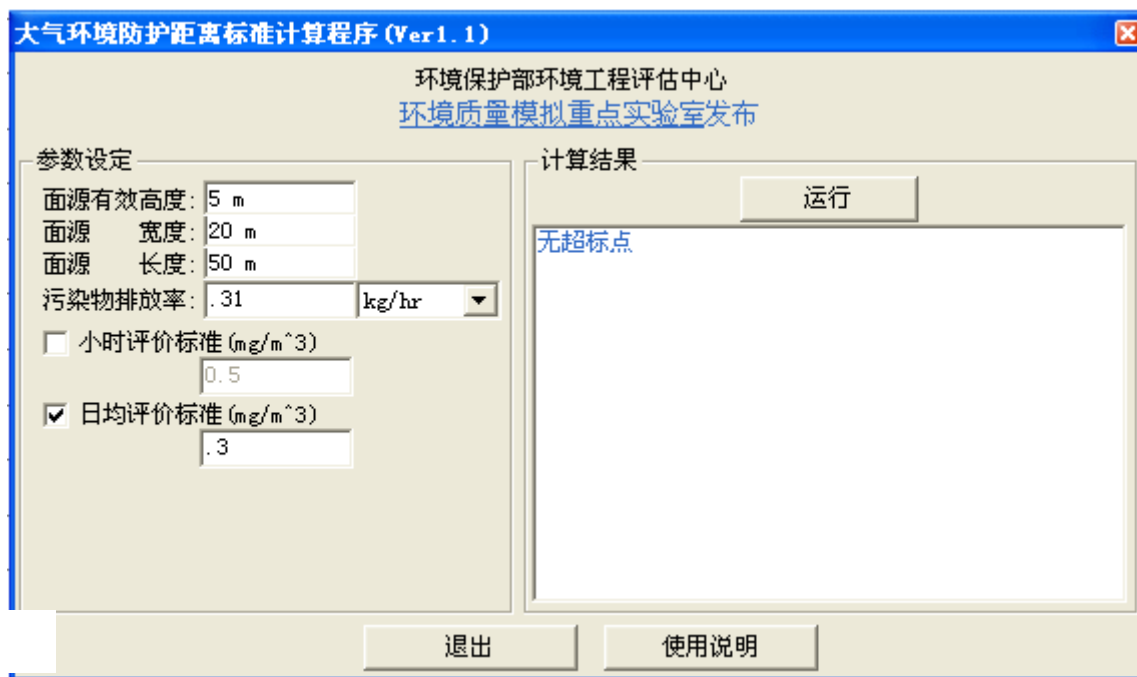 大气环境防护距离标准计算程序(Ver1.1)
环境保护部环境工程评估中心
环境质量模拟重点实验室发布
参数设定
面源有效高度: 5 m
面源 宽度: 20 m
面源 长度: 50 m
污染物排放率: .31 kg/hr
小时评价标准(mg/m^3)
0.5
日均评价标准(mg/m^3)
.3
计算结果
运行
无超标点
退出 使用说明